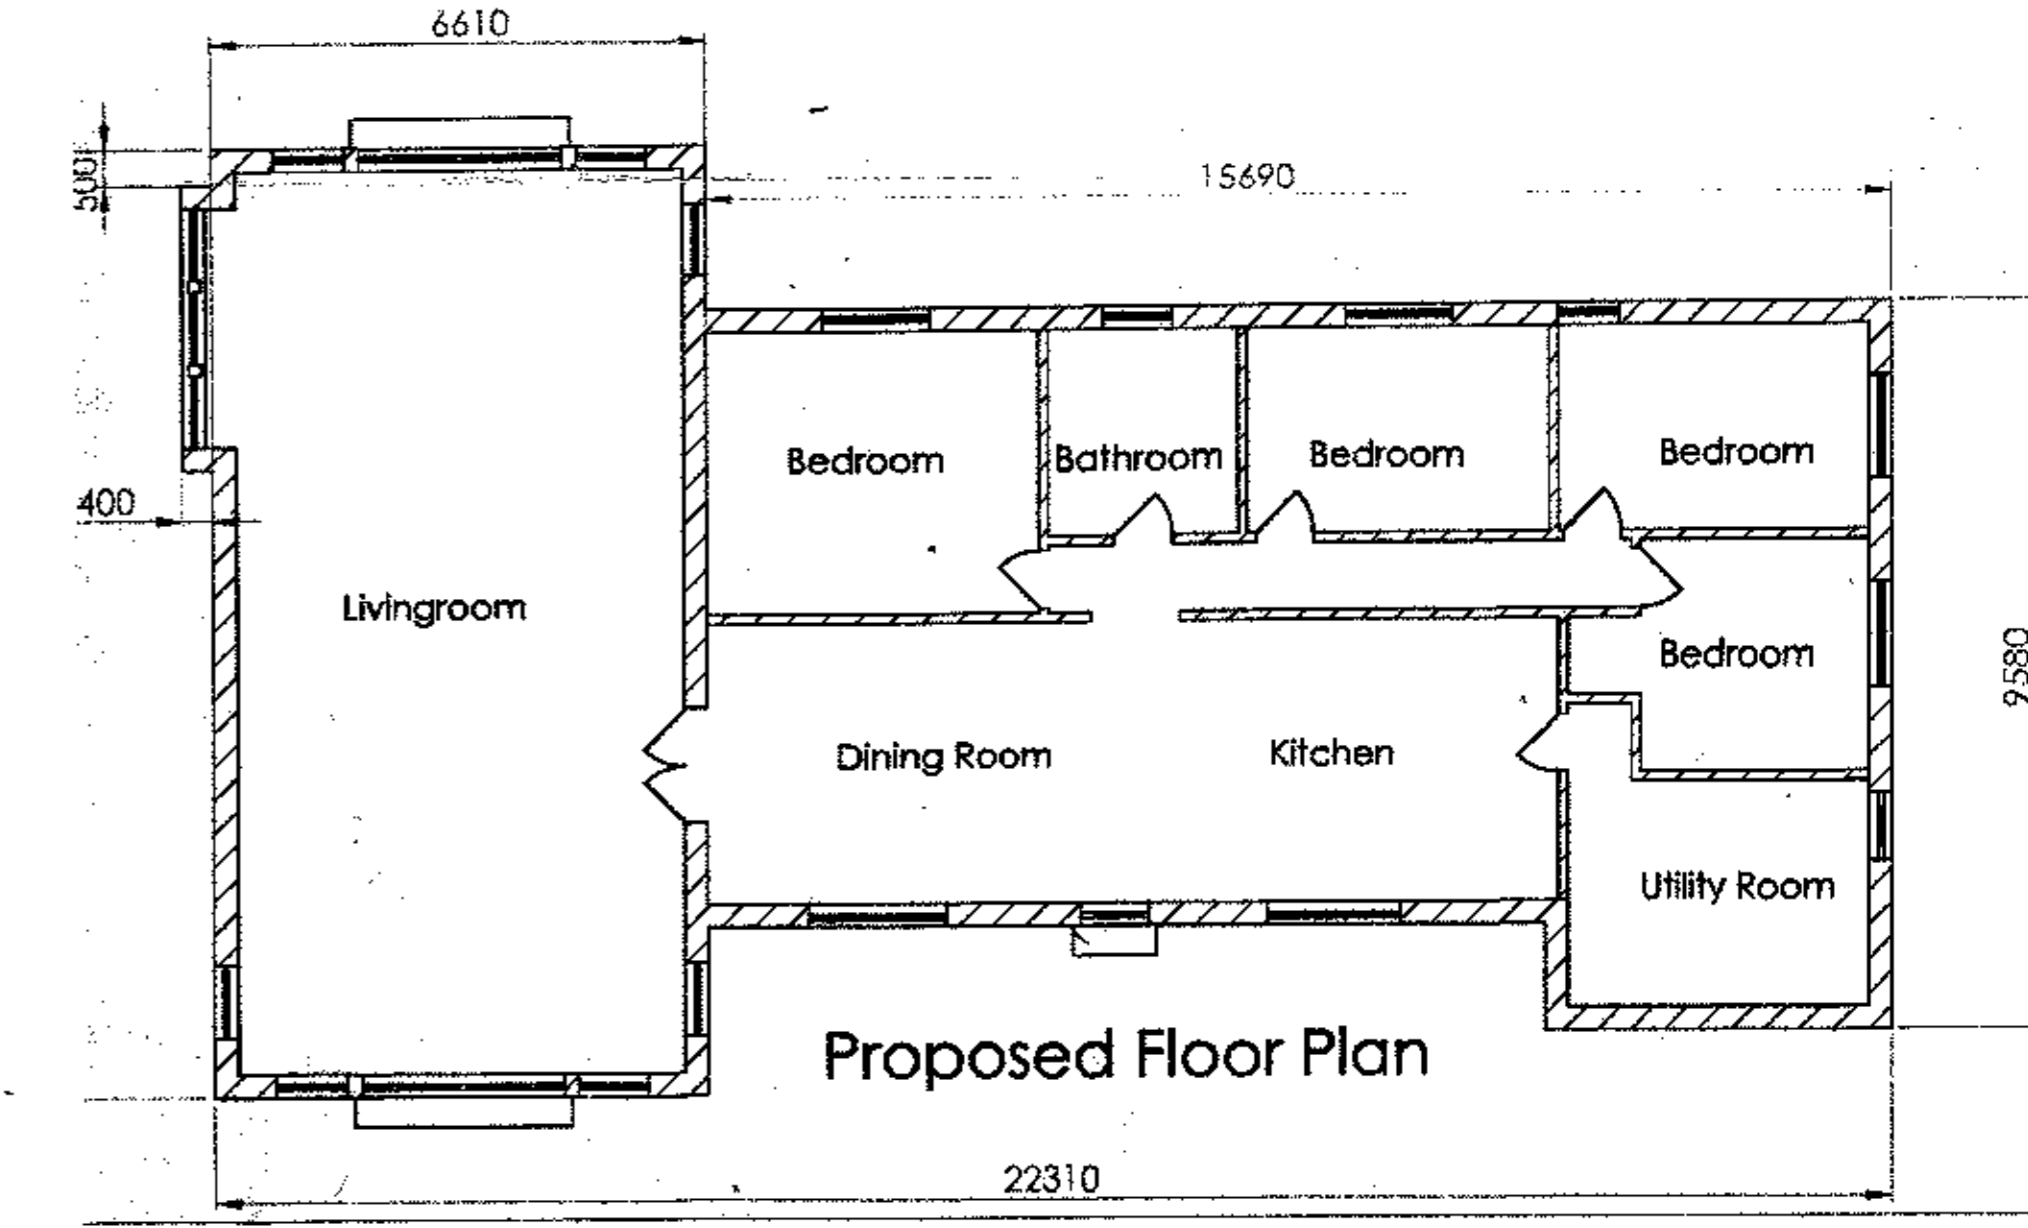 6610
500
15690
Bedroom
Bathroom
Bedroom
Bedroom
400
Livingroom
Bedroom
9580
Dining Room
Kitchen
Utility Room
Proposed Floor Plan
22310